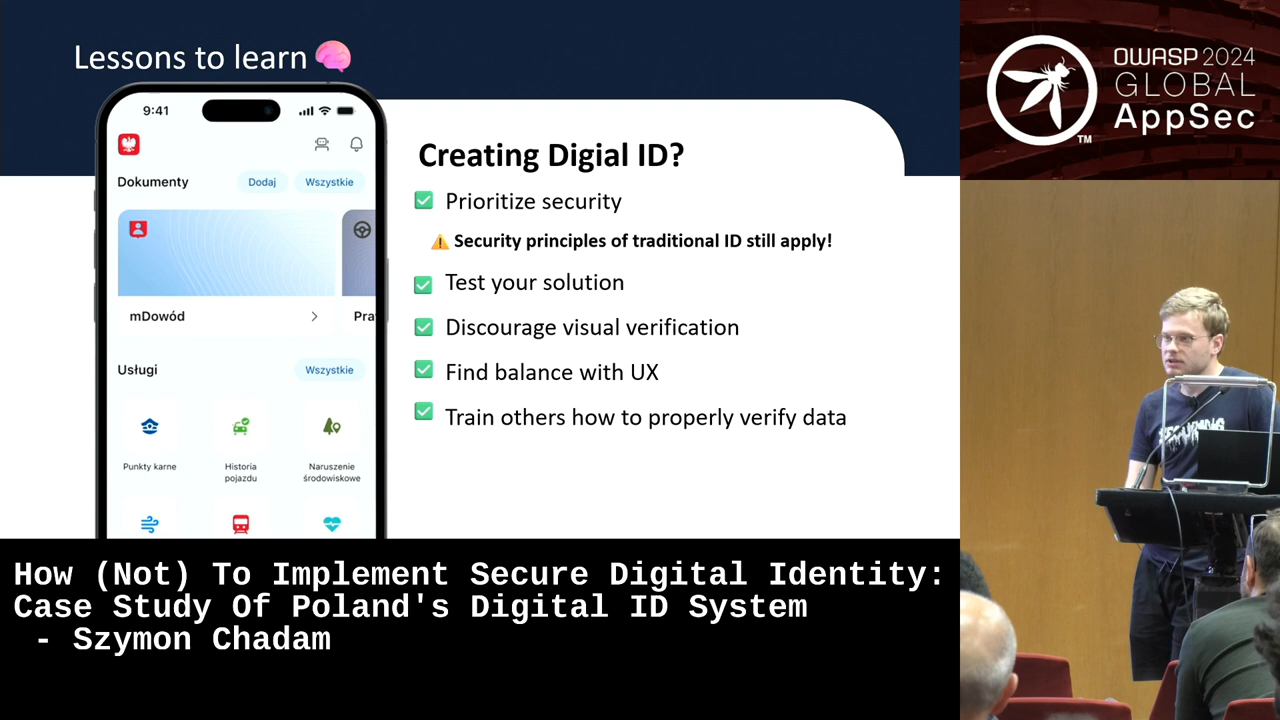 Lessons to learn
9:41
Dokumenty
Dodaj
Wszystkie
mDowód
Pra
Usługi
Wszystkie
Punkty karne
Historia
pojazdu
Naruszenie
środowiskowe
Creating Digial ID?
Prioritize security
Security principles of traditional ID still apply!
Test your solution
Discourage visual verification
Find balance with UX
Train others how to properly verify data
OWASP 2024
GLOBAL
AppSec
TM
SECURING
How (Not) To Implement Secure Digital Identity:
Case Study Of Poland's Digital ID System
- Szymon Chadam